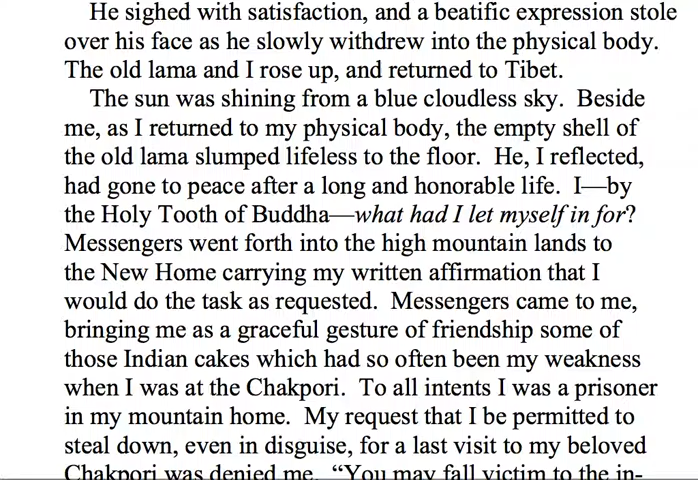 He sighed with satisfaction, and a beatific expression stole
over his face as he slowly withdrew into the physical body.
The old lama and I rose up, and returned to Tibet.
The sun was shining from a blue cloudless sky.  Beside
me, as I returned to my physical body, the empty shell of
the old lama slumped lifeless to the floor.  He, I reflected,
had gone to peace after a long and honorable life.  I—by
the Holy Tooth of Buddha—what had I let myself in for?
Messengers went forth into the high mountain lands to
the New Home carrying my written affirmation that I
would do the task as requested.  Messengers came to me,
bringing me as a graceful gesture of friendship some of
those Indian cakes which had so often been my weakness
when I was at the Chakpori.  To all intents I was a prisoner
in my mountain home.  My request that I be permitted to
steal down, even in disguise, for a last visit to my beloved
Chakpori was denied me.  “You may fall victim to the in-